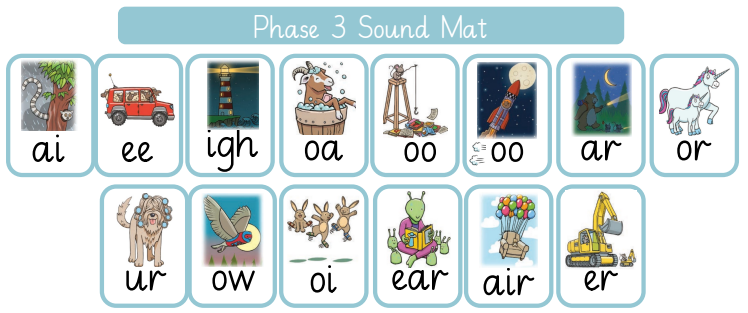 Phase 3 Sound Mat
ai ee igh oa oo oo ar or
ur ow oi ear air er